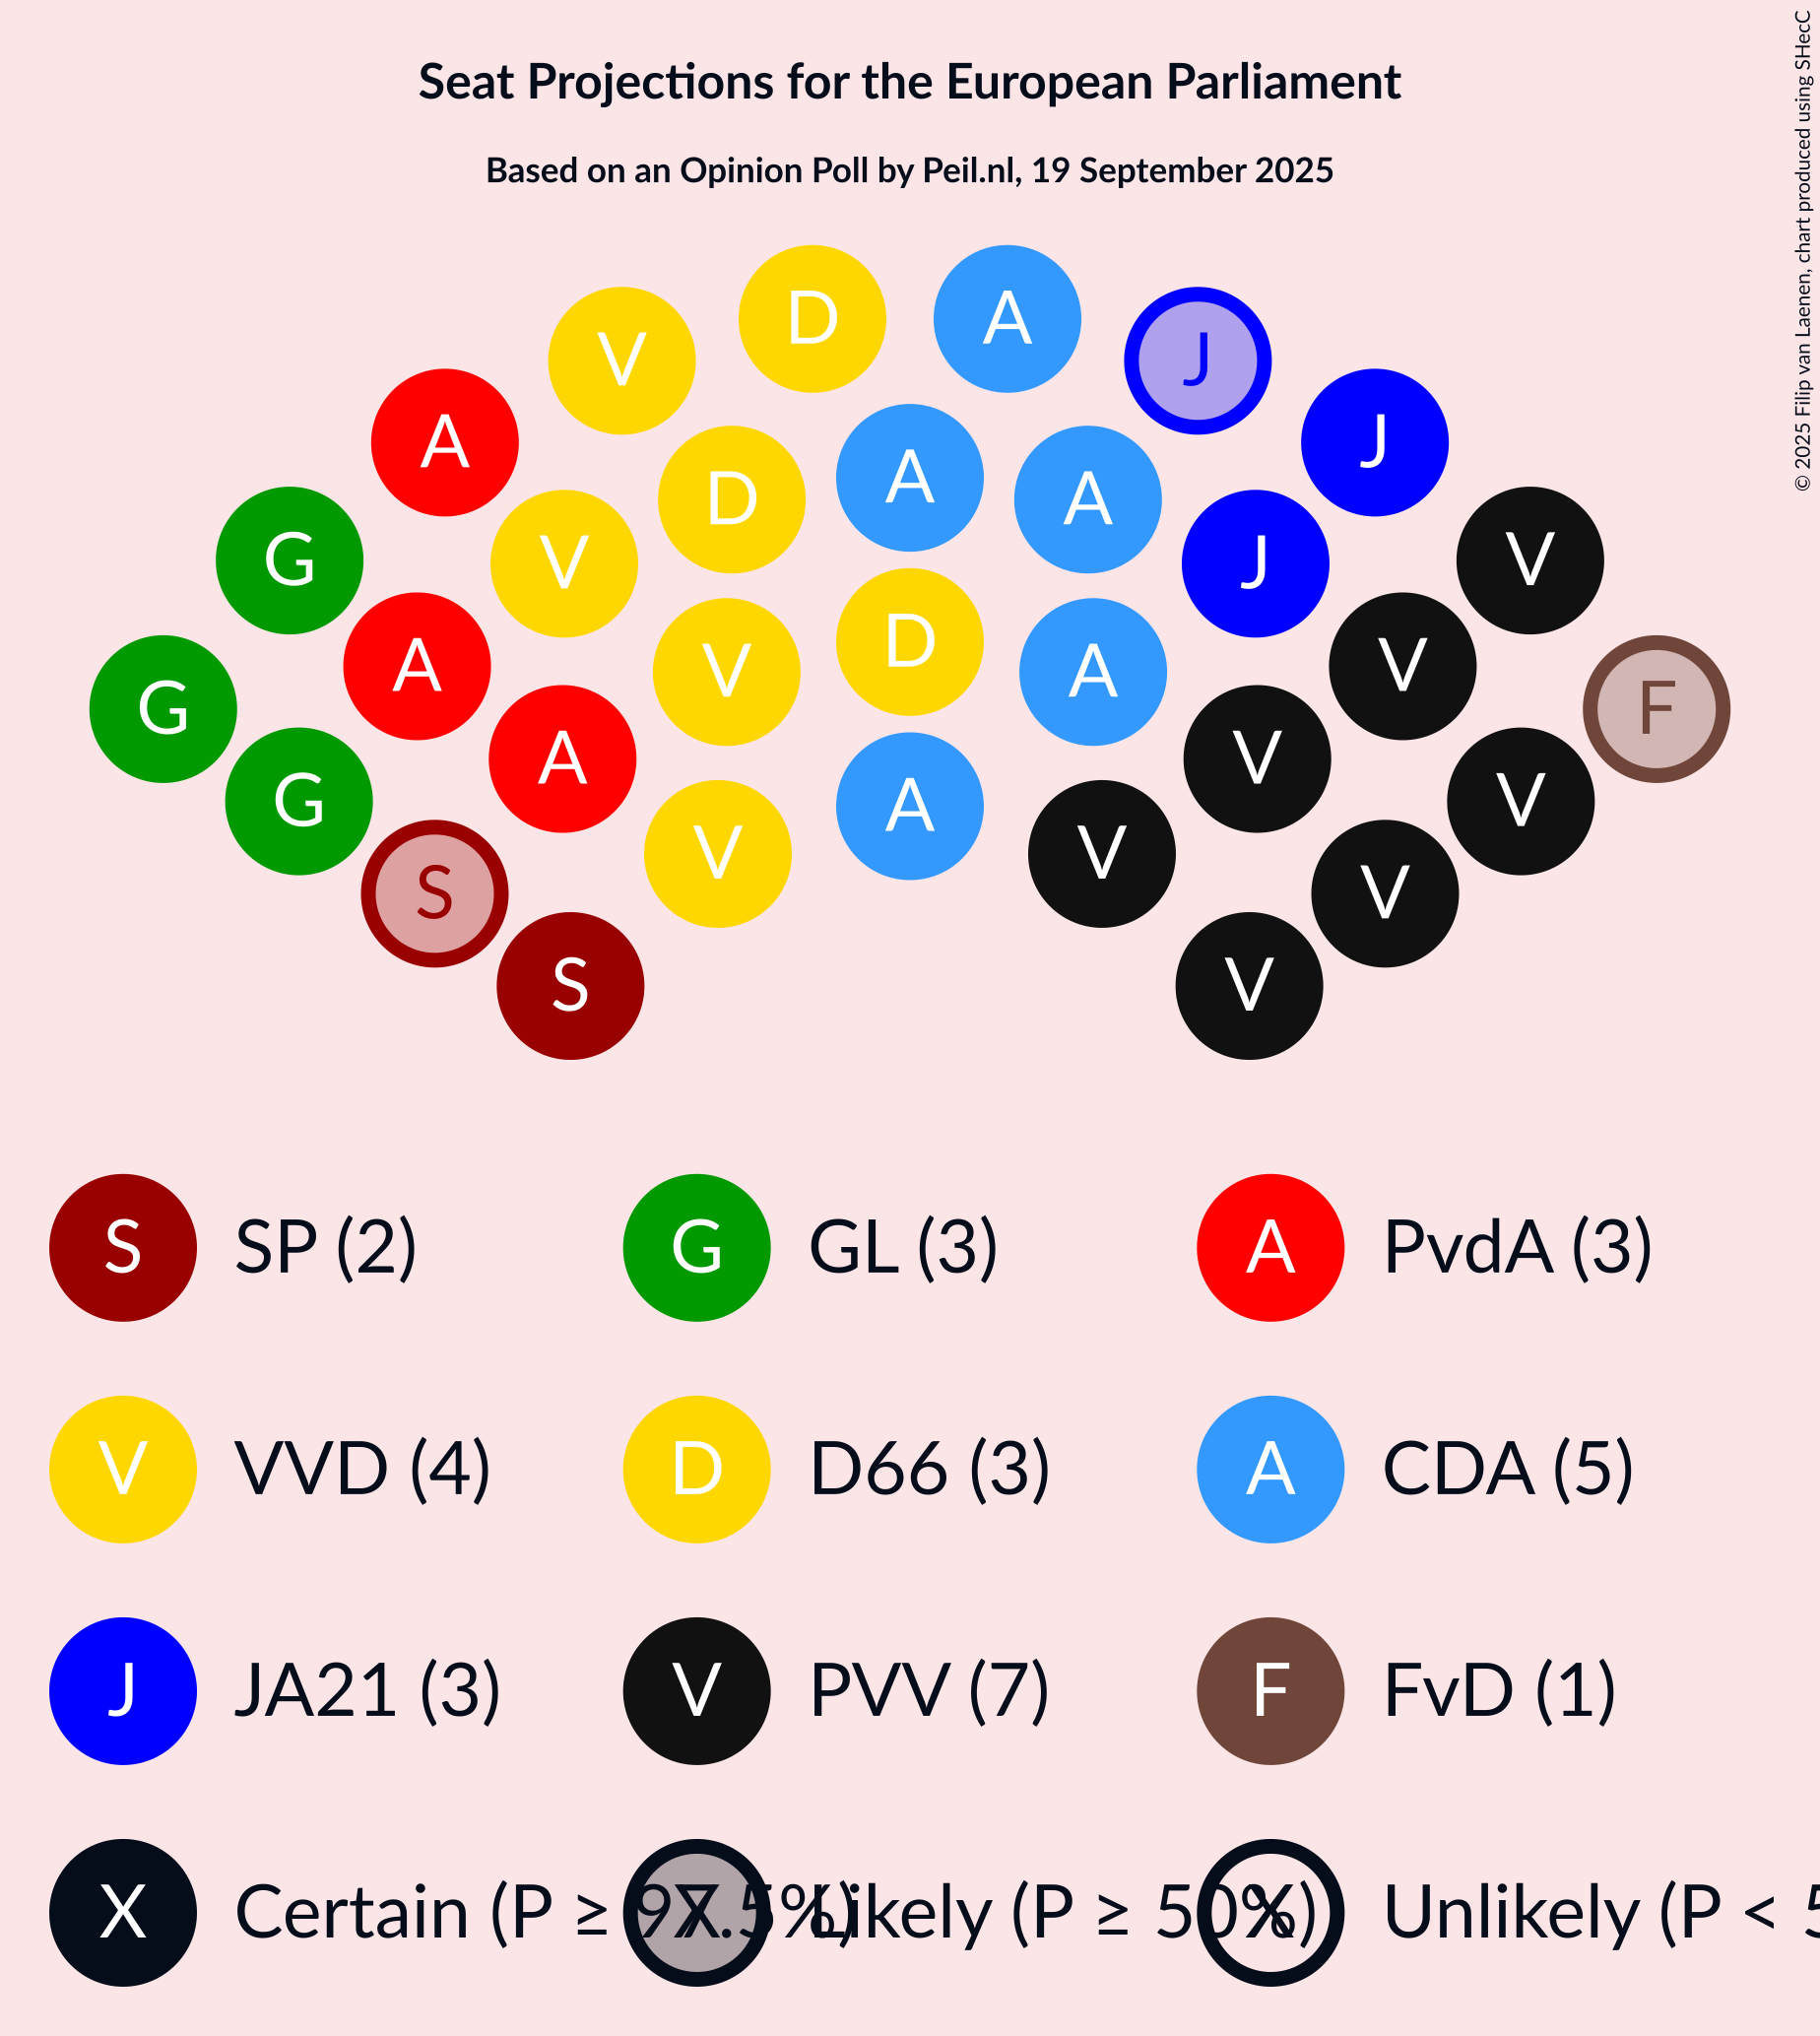 Seat Projections for the European Parliament
Based on an Opinion Poll by Peil.nl, 19 September 2025
© 2025 Filip van Laenen, chart produced using SHecC
D A
V J
A J
A
D A
G V
V J
D
A V
V A
G F
A V
G V
A
V V
S V
S V
S SP (2) G GL (3) A PvdA (3)
V VVD (4) D D66 (3) A CDA (5)
J JA21 (3) V PVV (7) F FvD (1)
X Certain (P ≥ 97.5%) X Likely (P ≥ 50%) X Unlikely (P < 5